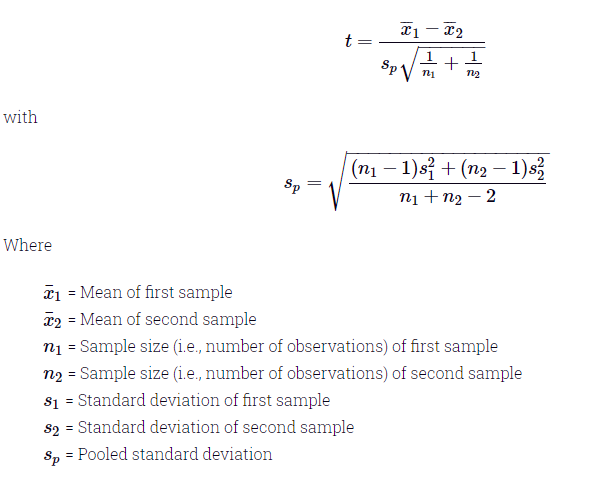 t = (x̄₁ − x̄₂) / (sₚ √(1/n₁ + 1/n₂))
with
sₚ = √(((n₁ − 1)s₁² + (n₂ − 1)s₂²) / (n₁ + n₂ − 2))
Where
x̄₁ = Mean of first sample
x̄₂ = Mean of second sample
n₁ = Sample size (i.e., number of observations) of first sample
n₂ = Sample size (i.e., number of observations) of second sample
s₁ = Standard deviation of first sample
s₂ = Standard deviation of second sample
sₚ = Pooled standard deviation